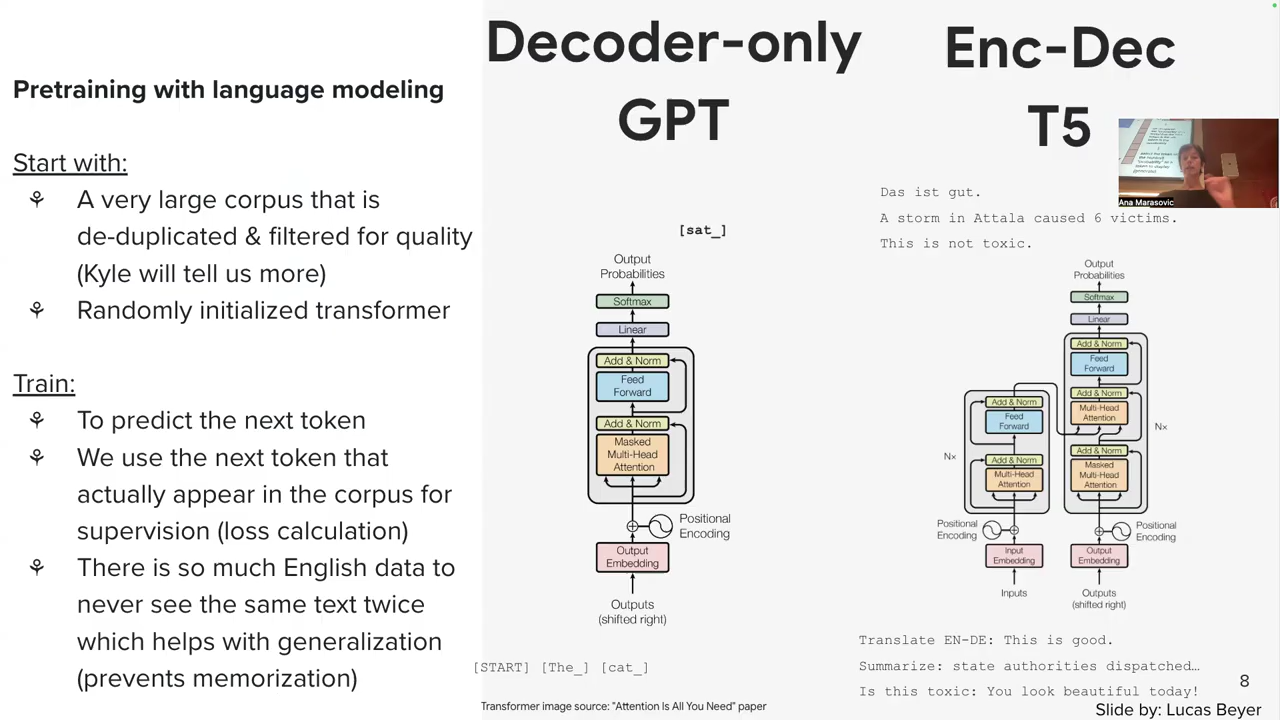 Pretraining with language modeling
Start with:
⚘ A very large corpus that is
de-duplicated & filtered for quality
(Kyle will tell us more)
⚘ Randomly initialized transformer
Train:
⚘ To predict the next token
⚘ We use the next token that
actually appear in the corpus for
supervision (loss calculation)
⚘ There is so much English data to
never see the same text twice
which helps with generalization
(prevents memorization)
Decoder-only
GPT
[sat_]
Output
Probabilities
Softmax
Linear
Add & Norm
Feed
Forward
Add & Norm
Masked
Multi-Head
Attention
Positional
Encoding
Output
Embedding
Outputs
(shifted right)
[START] [The_] [cat_]
Transformer image source: "Attention Is All You Need" paper
Enc-Dec
T5
Ana Marasovic
Das ist gut.
A storm in Attala caused 6 victims.
This is not toxic.
Output
Probabilities
Softmax
Linear
Add & Norm
Feed
Forward
Add & Norm
Multi-Head
Attention
Add & Norm
Masked
Multi-Head
Attention
Nx
Positional
Encoding
Output
Embedding
Outputs
(shifted right)
Add & Norm
Feed
Forward
Add & Norm
Multi-Head
Attention
Nx
Positional
Encoding
Input
Embedding
Inputs
Translate EN-DE: This is good.
Summarize: state authorities dispatched…
Is this toxic: You look beautiful today!
8
Slide by: Lucas Beyer